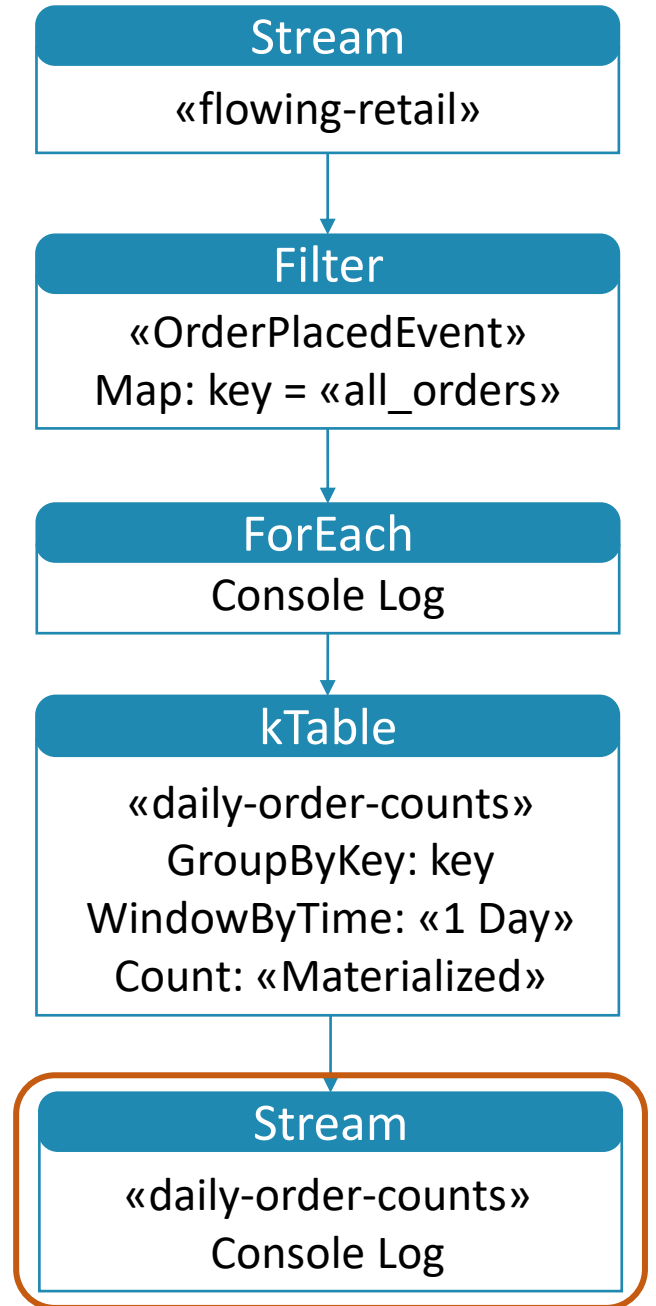 Stream
«flowing-retail»
Filter
«OrderPlacedEvent»
Map: key = «all_orders»
ForEach
Console Log
kTable
«daily-order-counts»
GroupByKey: key
WindowByTime: «1 Day»
Count: «Materialized»
Stream
«daily-order-counts»
Console Log